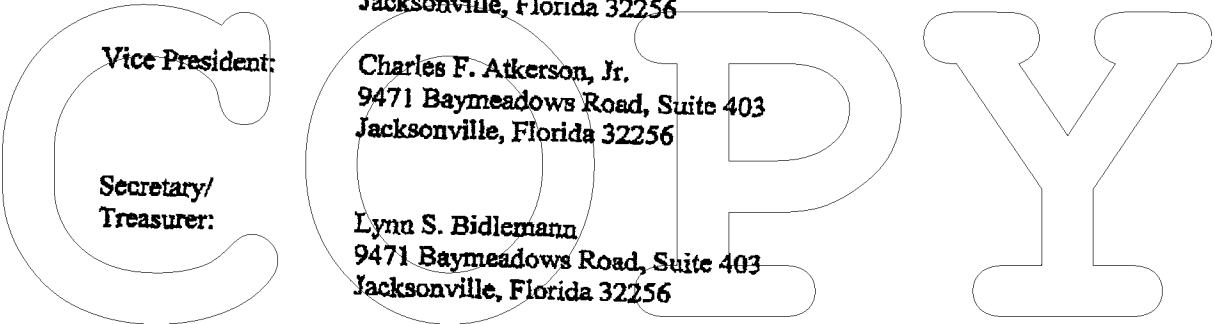 Jacksonville, Florida 32256
Vice President: Charles F. Atkerson, Jr.
9471 Baymeadows Road, Suite 403
Jacksonville, Florida 32256
Secretary/
Treasurer: Lynn S. Bidlemann
9471 Baymeadows Road, Suite 403
Jacksonville, Florida 32256
COPY